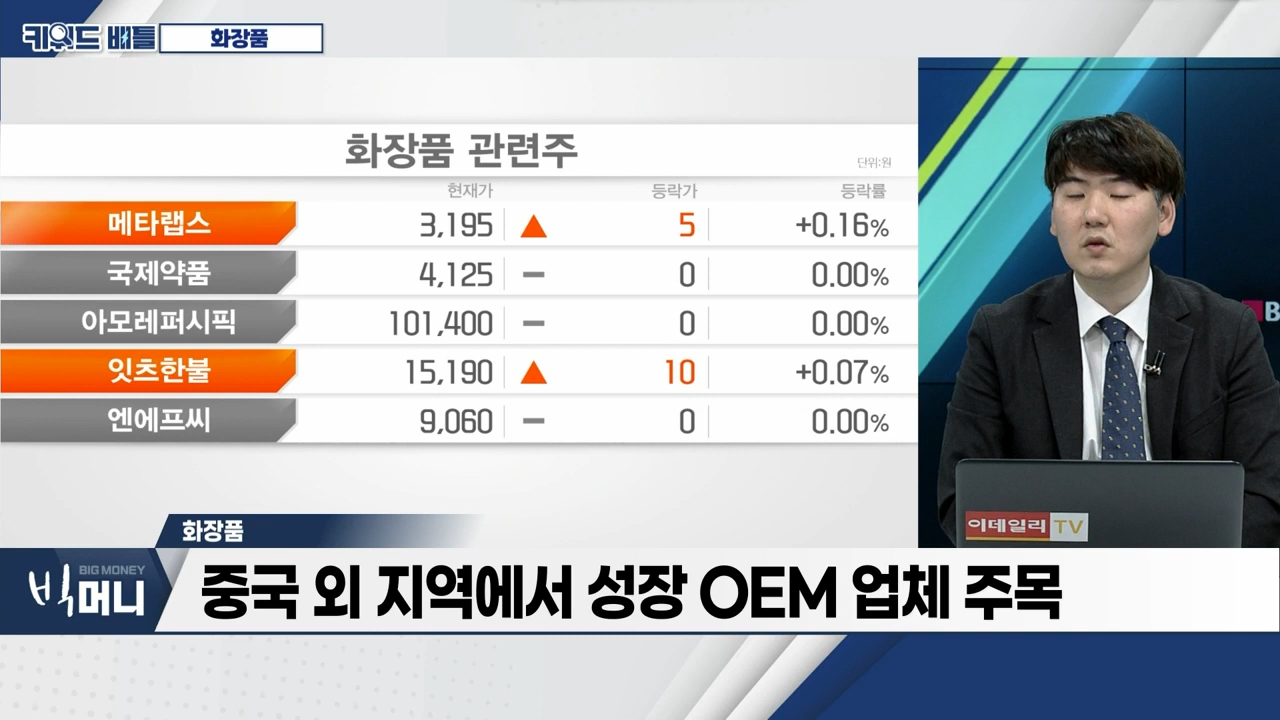 키워드 배틀 화장품
화장품 관련주
단위:원
현재가 등락가 등락률
메타랩스 3,195 ▲ 5 +0.16%
국제약품 4,125 – 0 0.00%
아모레퍼시픽 101,400 – 0 0.00%
잇츠한불 15,190 ▲ 10 +0.07%
엔에프씨 9,060 – 0 0.00%
B
이데일리 TV
화장품
BIG MONEY
빅머니
중국 외 지역에서 성장 OEM 업체 주목